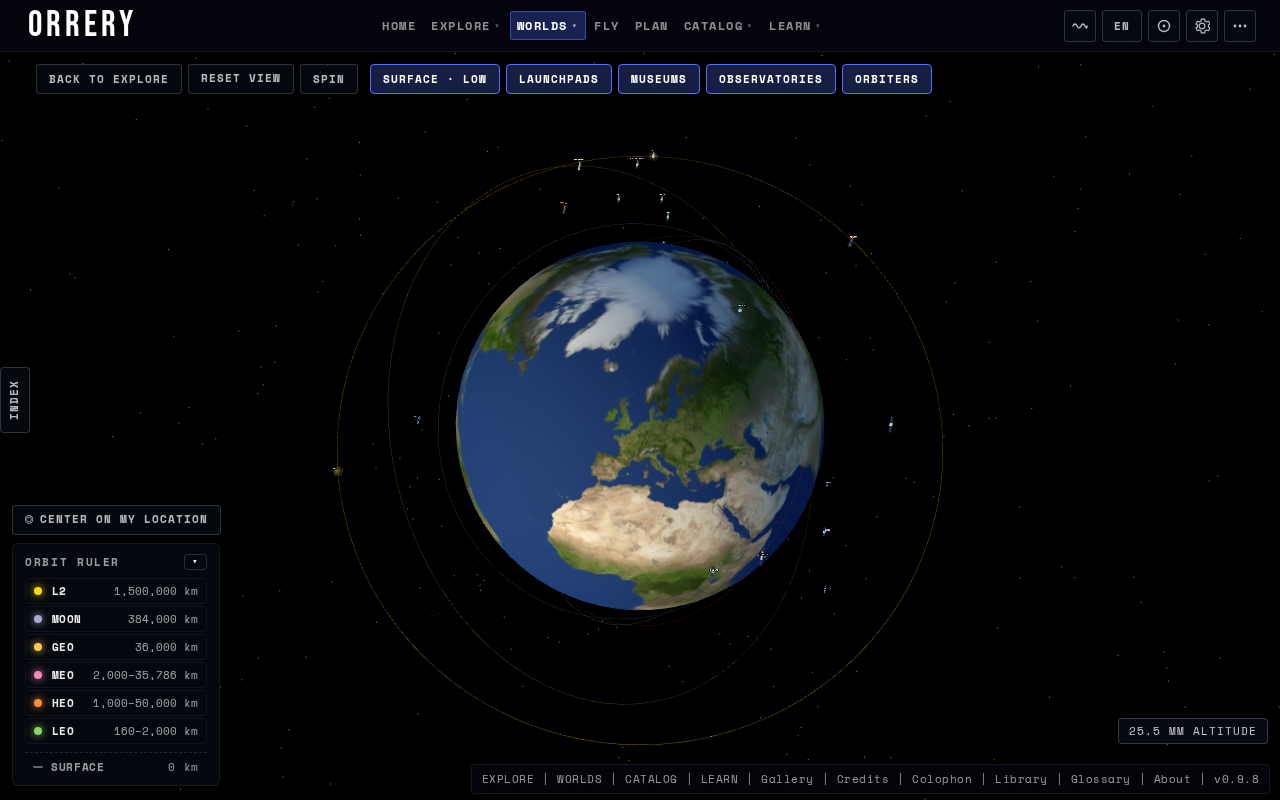 ORRERY
HOME EXPLORE WORLDS FLY PLAN CATALOG LEARN
EN
BACK TO EXPLORE RESET VIEW SPIN SURFACE · LOW LAUNCHPADS MUSEUMS OBSERVATORIES ORBITERS
INDEX
CENTER ON MY LOCATION
ORBIT RULER
L2 1,500,000 km
MOON 384,000 km
GEO 36,000 km
MEO 2,000–35,786 km
HEO 1,000–50,000 km
LEO 160–2,000 km
— SURFACE 0 km
25.5 MM ALTITUDE
EXPLORE | WORLDS | CATALOG | LEARN | Gallery | Credits | Colophon | Library | Glossary | About | v0.9.8